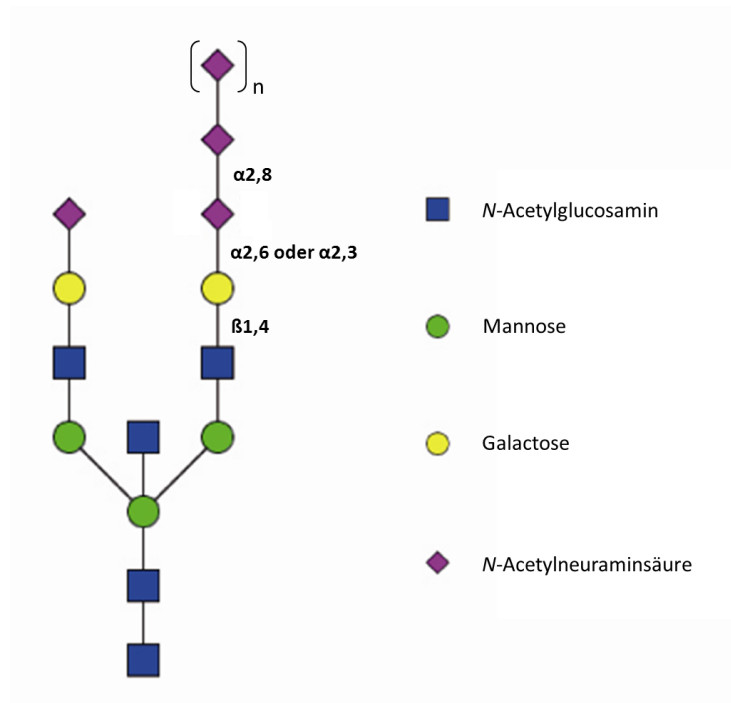 n
α2,8
α2,6 oder α2,3
ß1,4
N-Acetylglucosamin
Mannose
Galactose
N-Acetylneuraminsäure